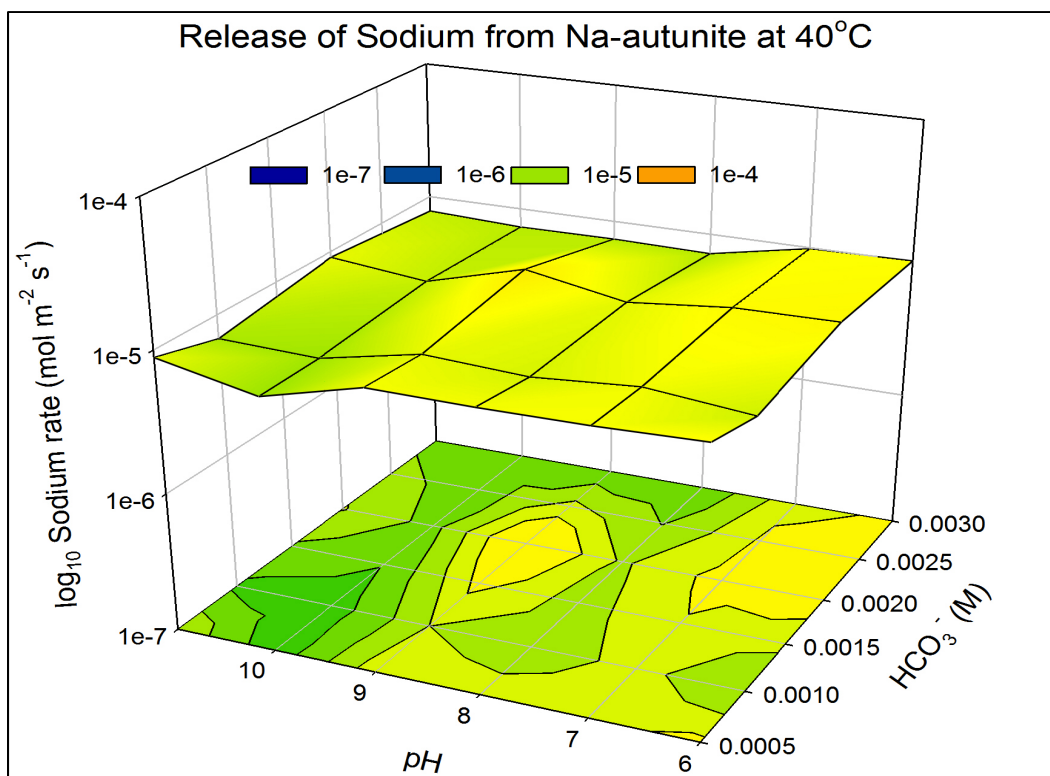 Release of Sodium from Na-autunite at 40°C
1e-7 1e-6 1e-5 1e-4
log₁₀ Sodium rate (mol m⁻² s⁻¹)
1e-4
1e-5
1e-6
1e-7
10
9
8
7
6
pH
0.0030
0.0025
0.0020
0.0015
0.0010
0.0005
HCO₃⁻ (M)